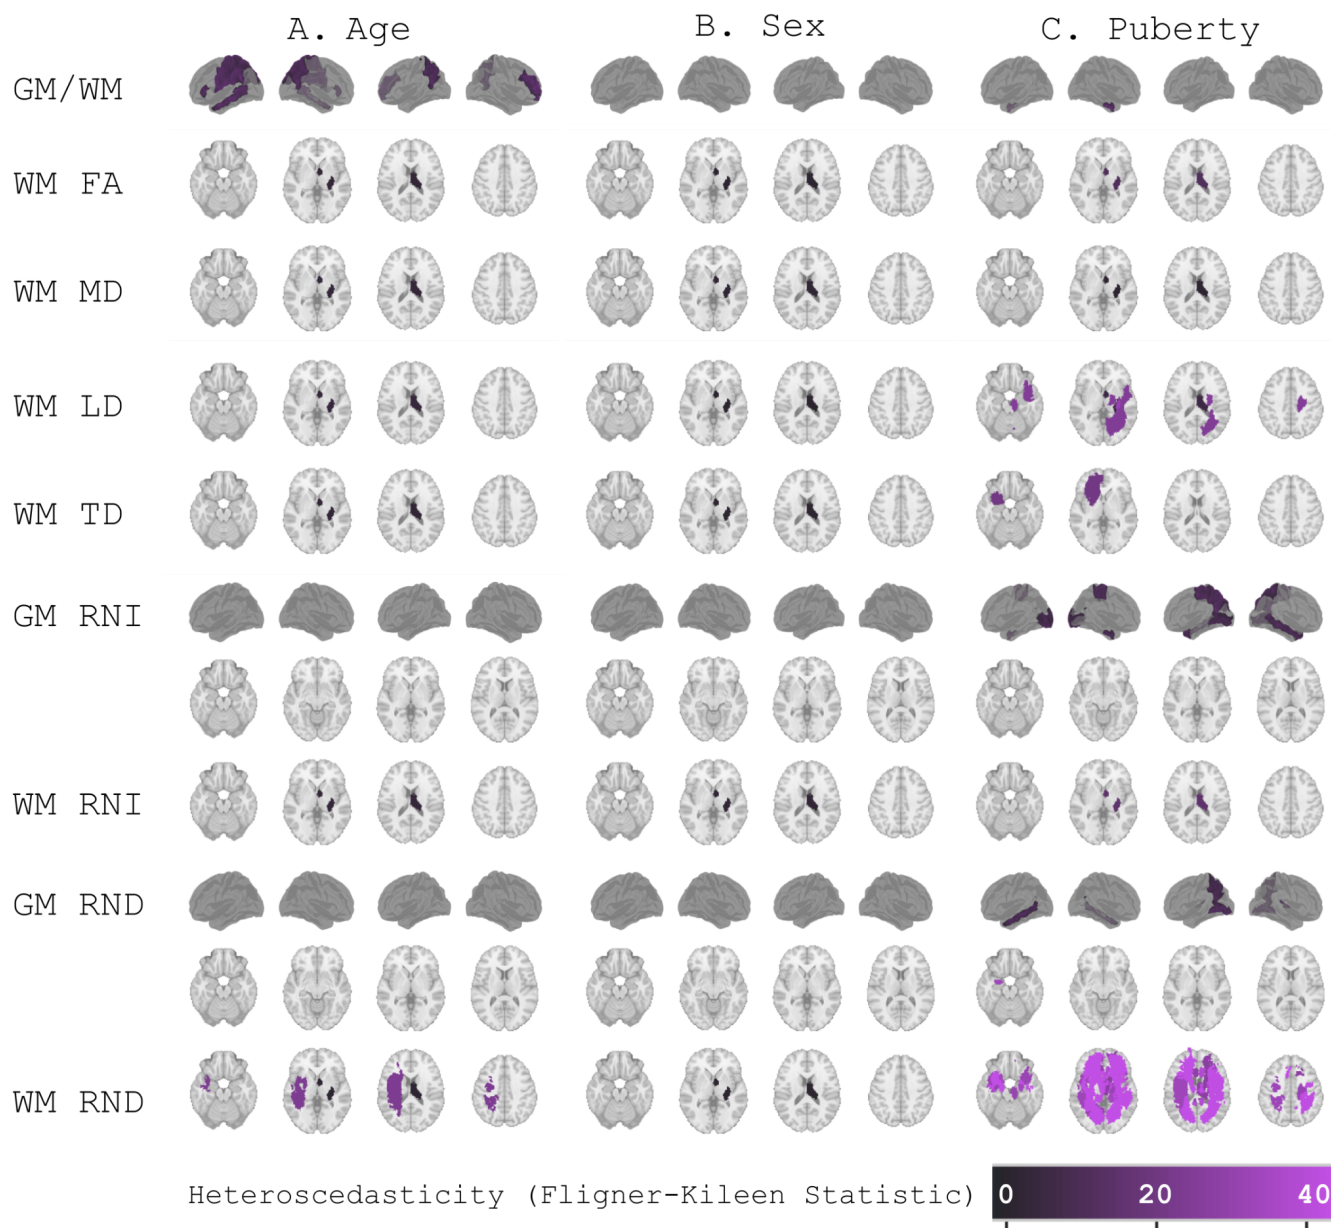 A. Age B. Sex C. Puberty
GM/WM
WM FA
WM MD
WM LD
WM TD
GM RNI
WM RNI
GM RND
WM RND
Heteroscedasticity (Fligner-Kileen Statistic) 0 20 40